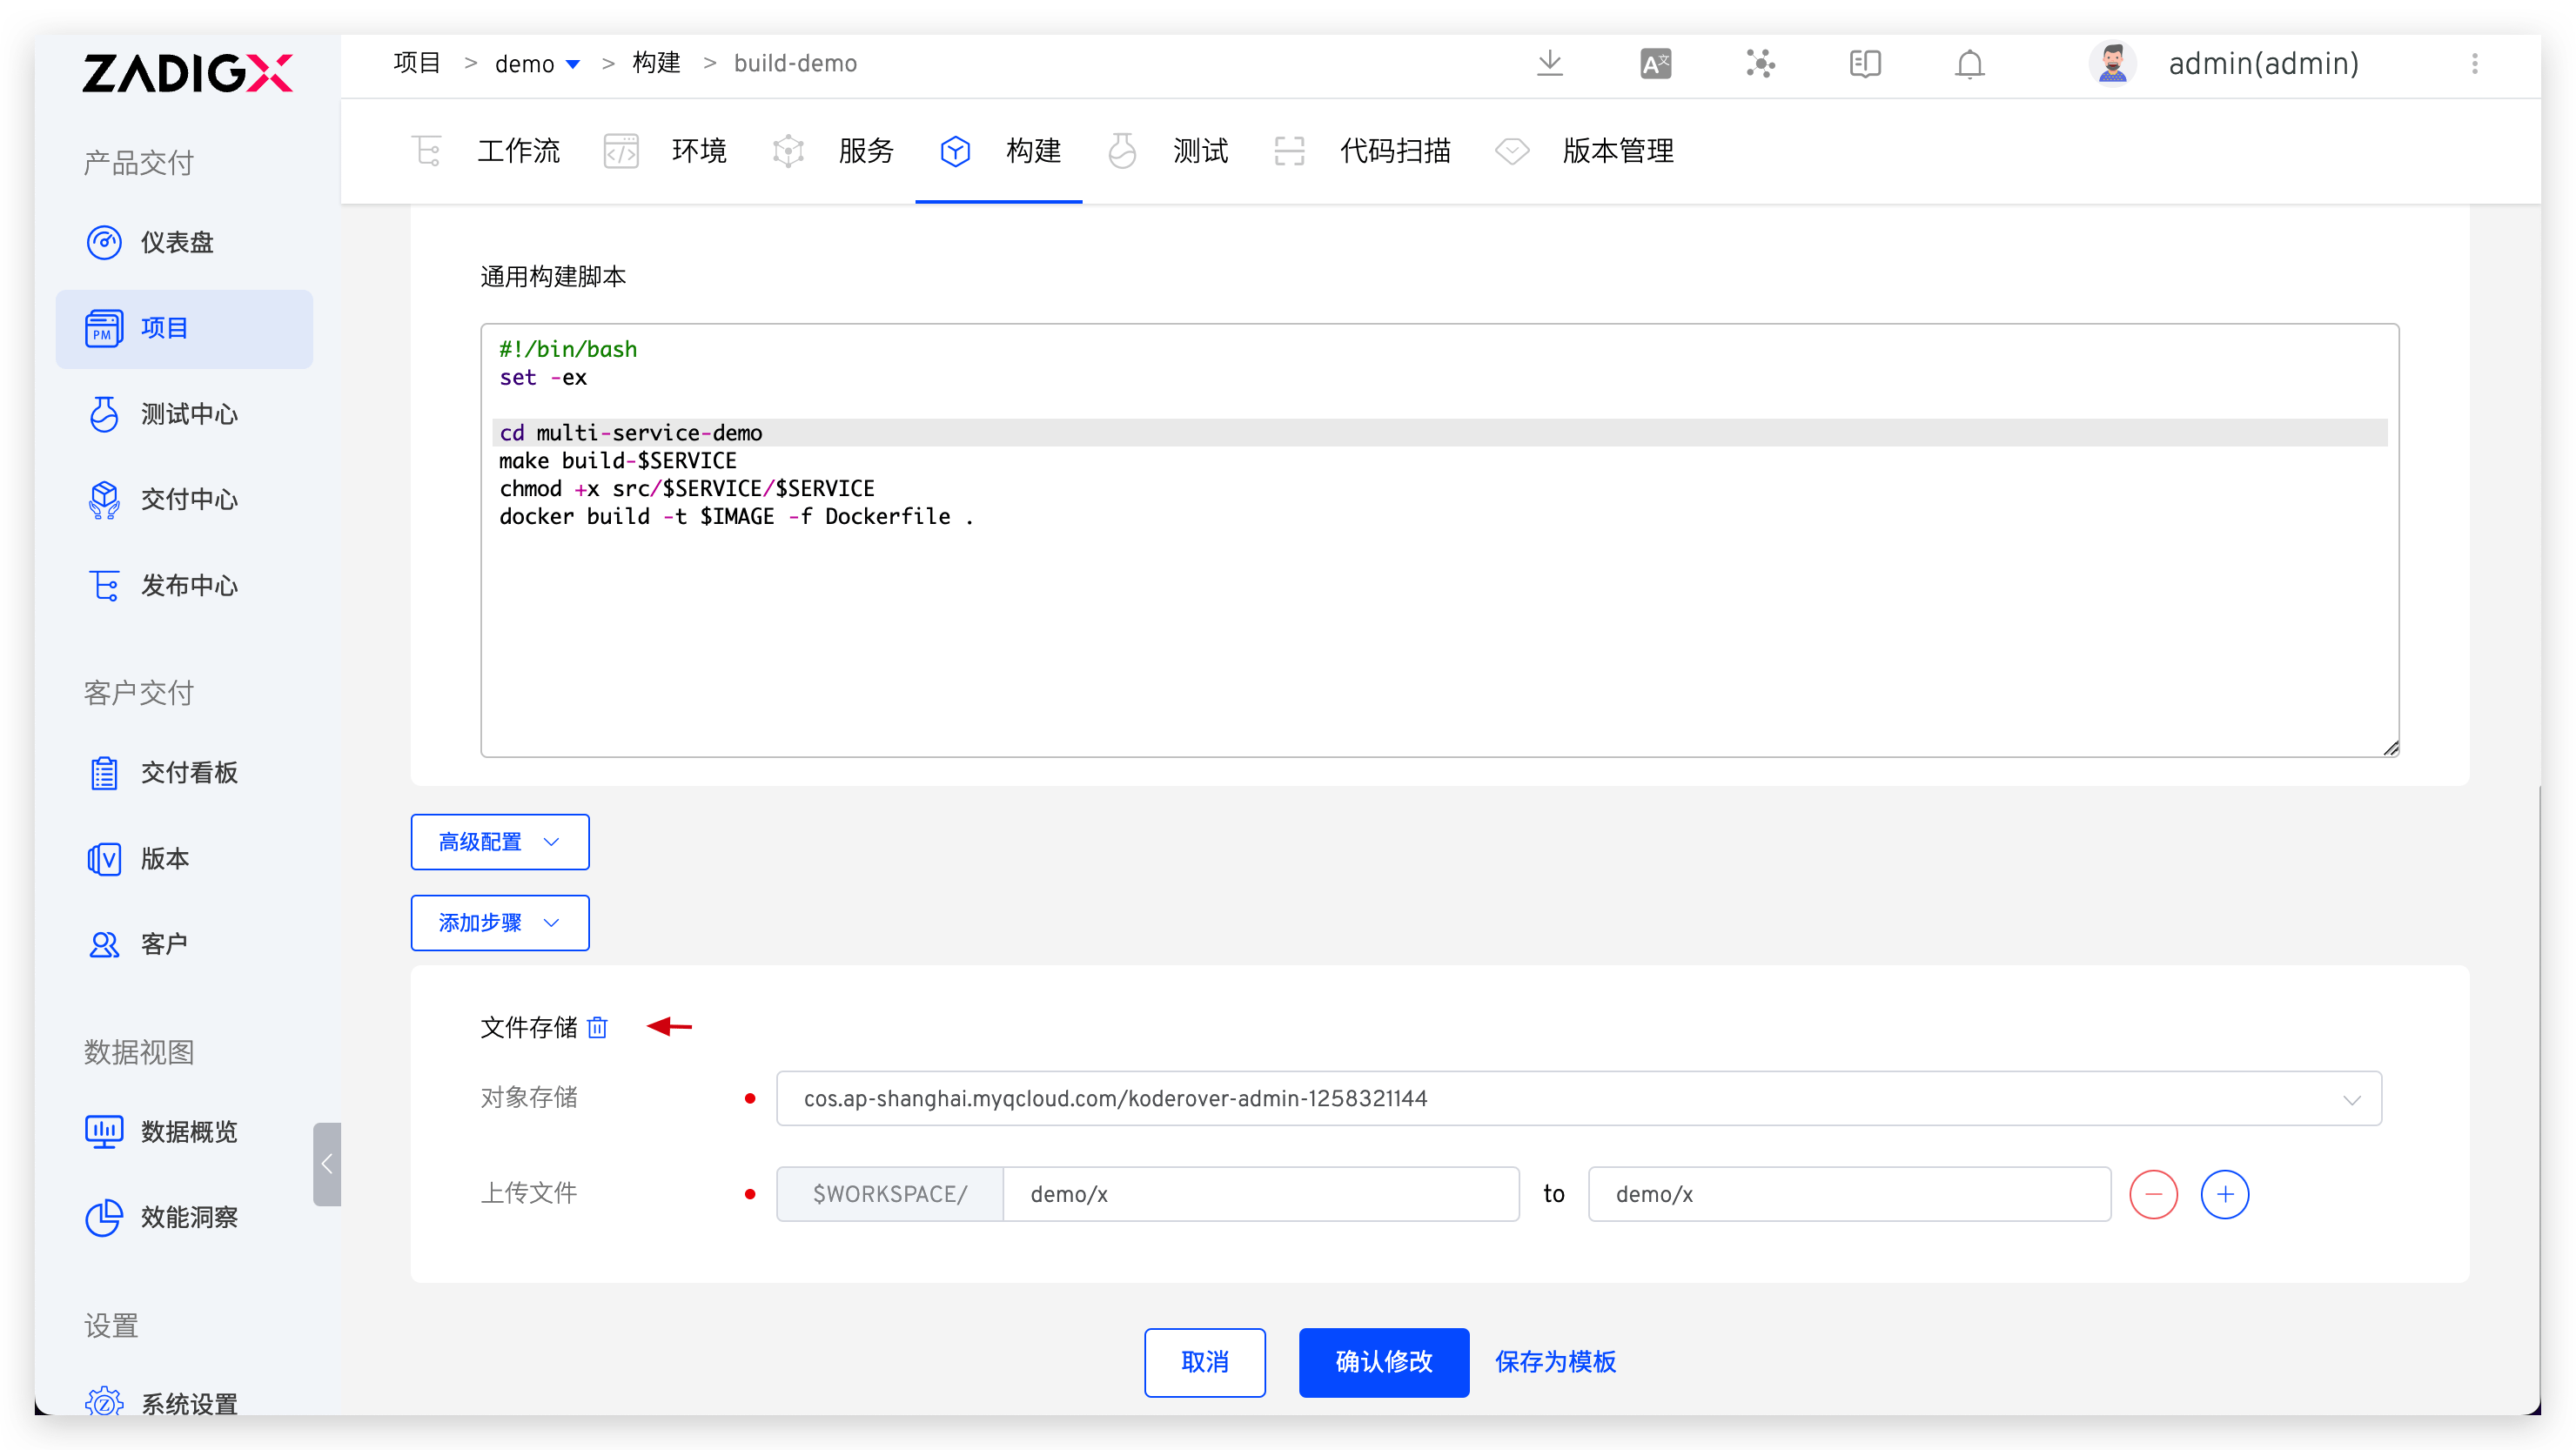 ZADIGX
产品交付
仪表盘
PM 项目
测试中心
交付中心
发布中心
客户交付
交付看板
V 版本
客户
数据视图
数据概览
效能洞察
设置
Z 系统设置
项目 > demo > 构建 > build-demo
A文
admin(admin)
工作流 </> 环境 服务 构建 测试 代码扫描 版本管理
通用构建脚本
#!/bin/bash
set -ex
cd multi-service-demo
make build-$SERVICE
chmod +x src/$SERVICE/$SERVICE
docker build -t $IMAGE -f Dockerfile .
高级配置
添加步骤
文件存储
对象存储 cos.ap-shanghai.myqcloud.com/koderover-admin-1258321144
上传文件 $WORKSPACE/ demo/x to demo/x
取消 确认修改 保存为模板